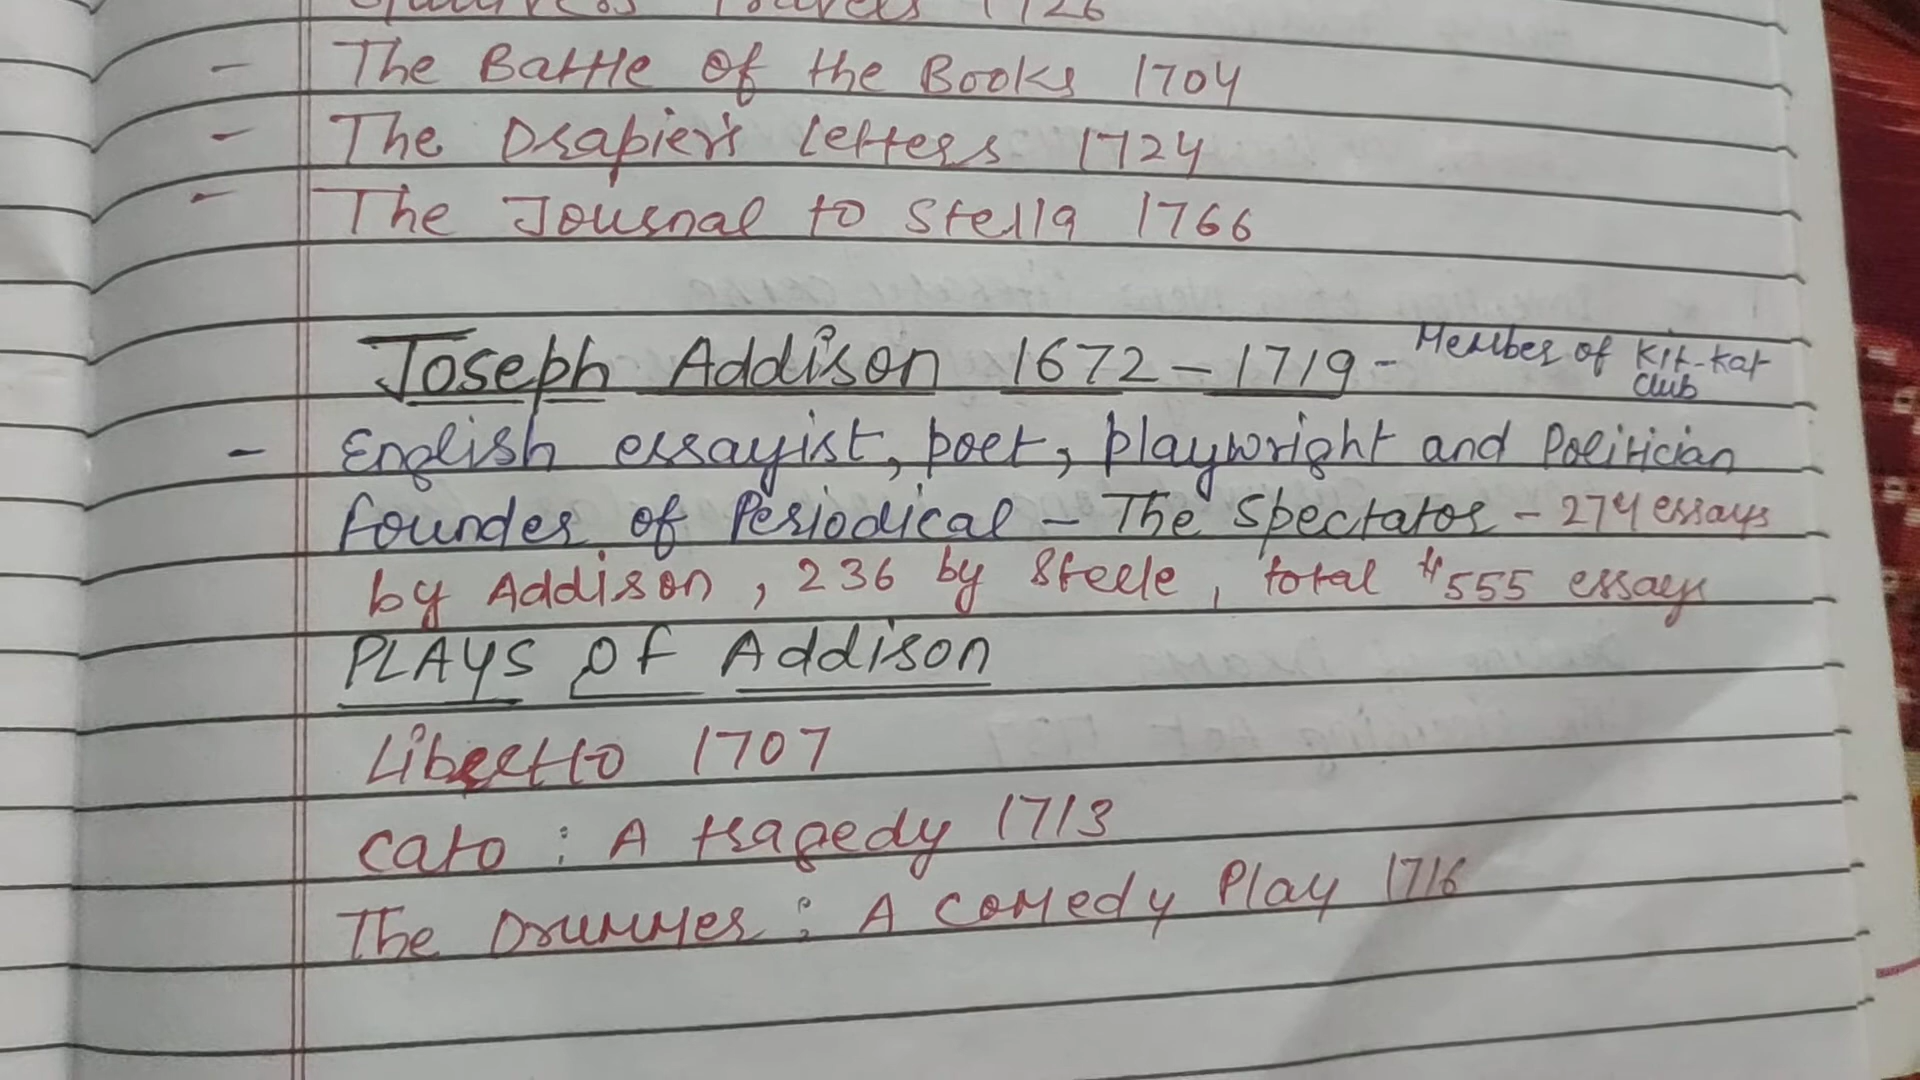 Travels 1726
- The Battle of the Books 1704
- The Drapier's letters 1724
- The Journal to Stella 1766
Joseph Addison 1672-1719 - Member of Kit-Kat
Club
- English essayist, poet, playwright and Politician
founder of Periodical - The Spectator - 274 essays
by Addison, 236 by Steele, total # 555 essays
PLAYS Of Addison
Libretto 1707
Cato : A tragedy 1713
The Drummer : A Comedy Play 1716